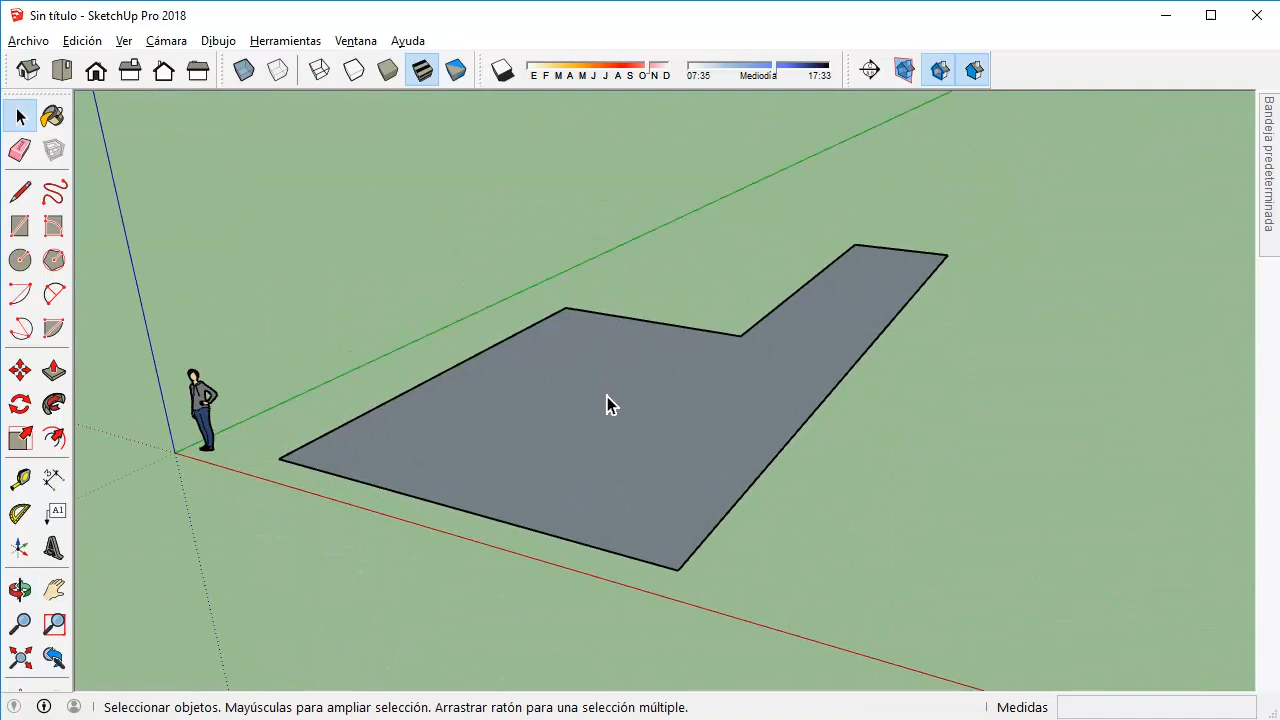 Sin título - SketchUp Pro 2018
Archivo Edición Ver Cámara Dibujo Herramientas Ventana Ayuda
E F M A M J J A S O N D
07:35 Mediodía 17:33
Bandeja predeterminada
A1
Seleccionar objetos. Mayúsculas para ampliar selección. Arrastrar ratón para una selección múltiple.
Medidas